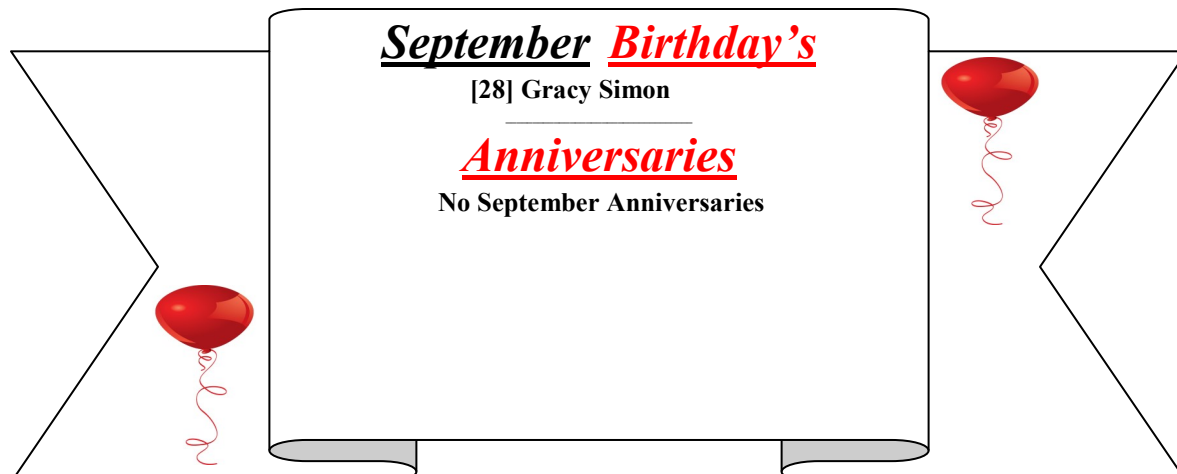 September Birthday’s
[28] Gracy Simon
Anniversaries
No September Anniversaries